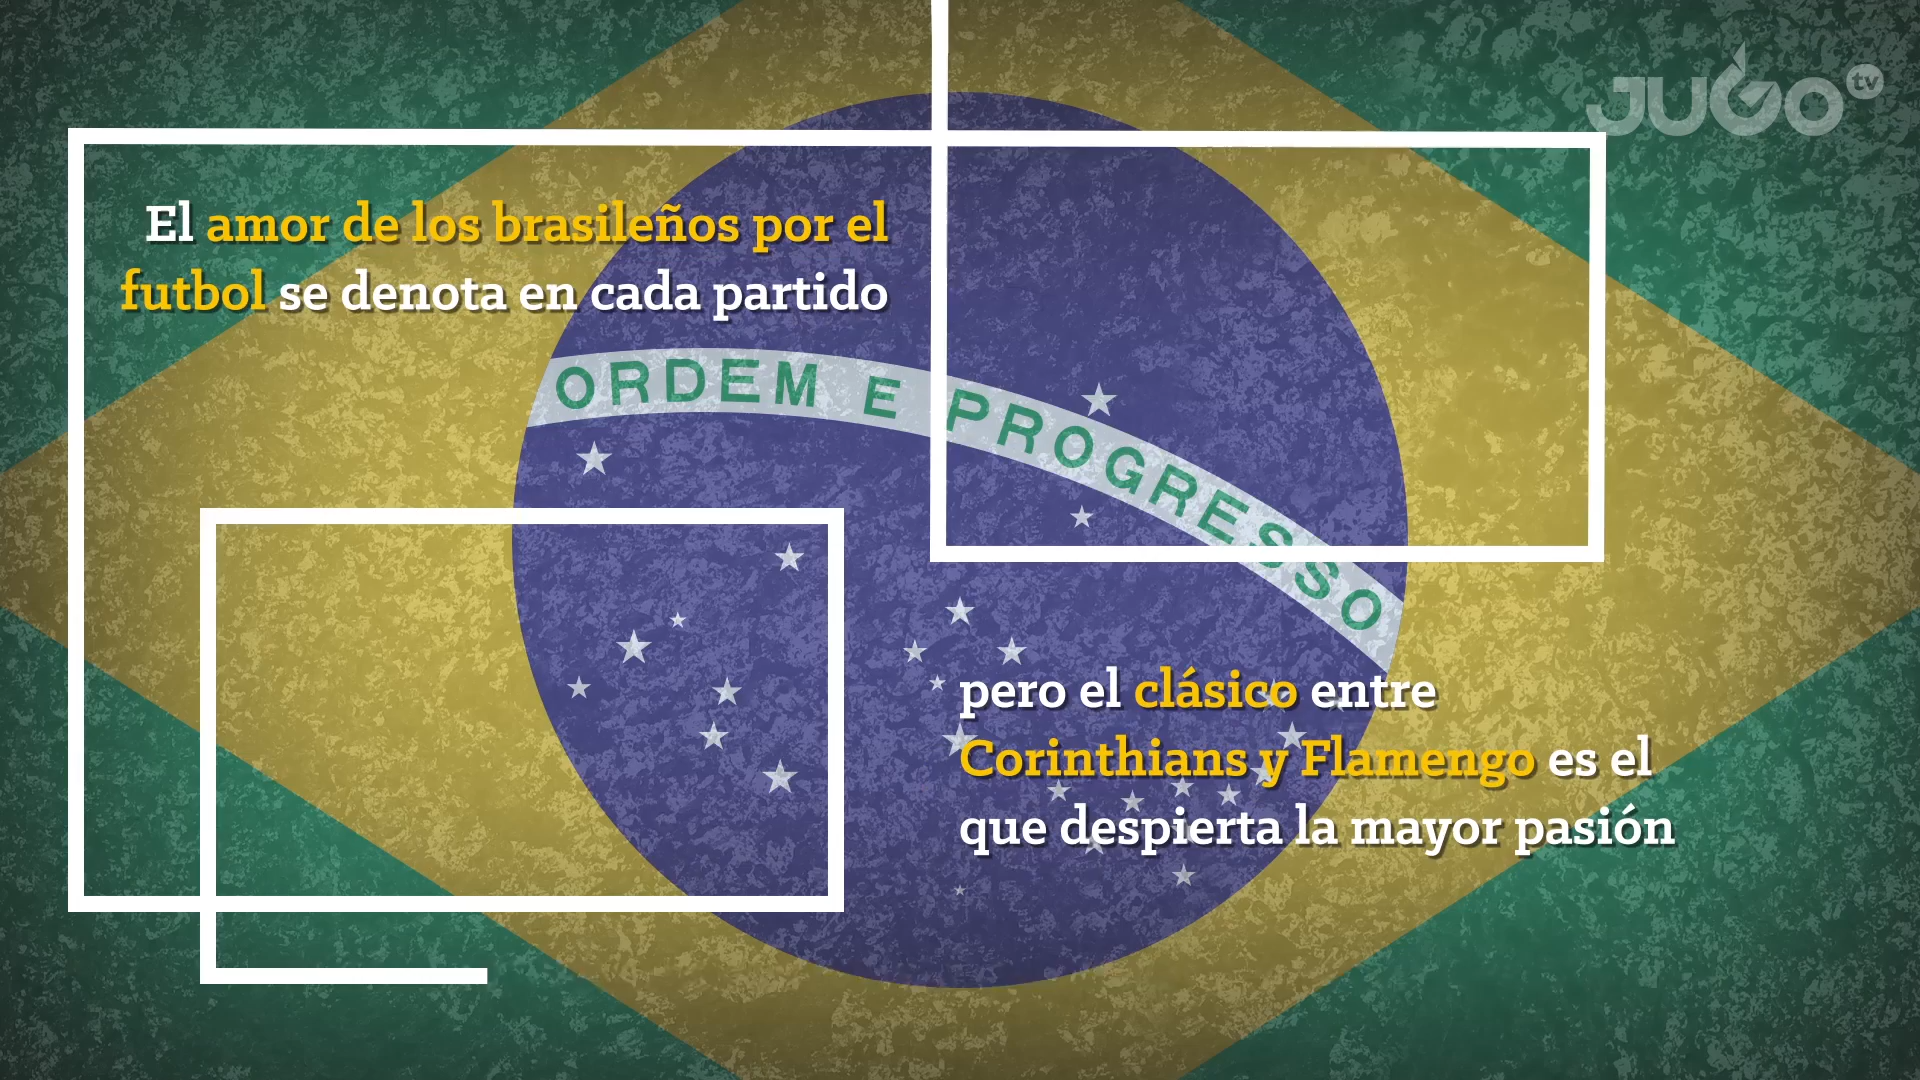 JUGO tv
El amor de los brasileños por el
futbol se denota en cada partido
ORDEM E PROGRESSO
pero el clásico entre
Corinthians y Flamengo es el
que despierta la mayor pasión